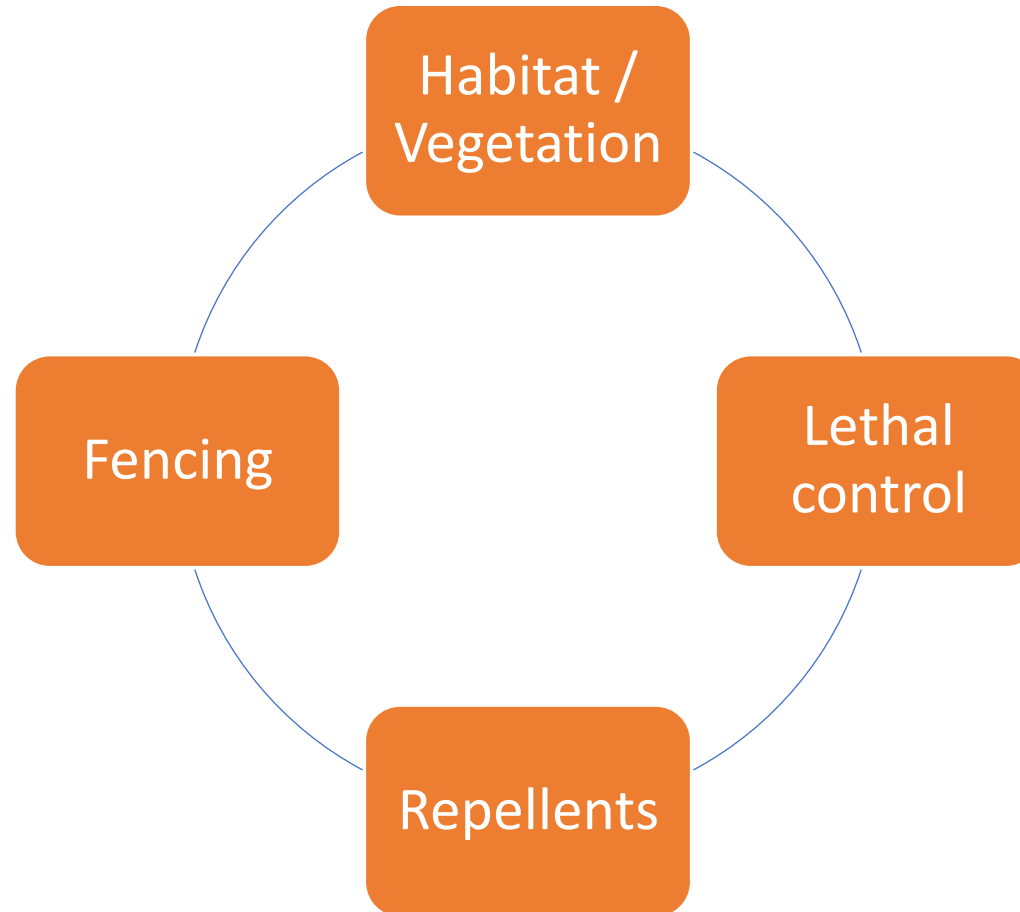 Habitat /
Vegetation
Fencing
Lethal
control
Repellents